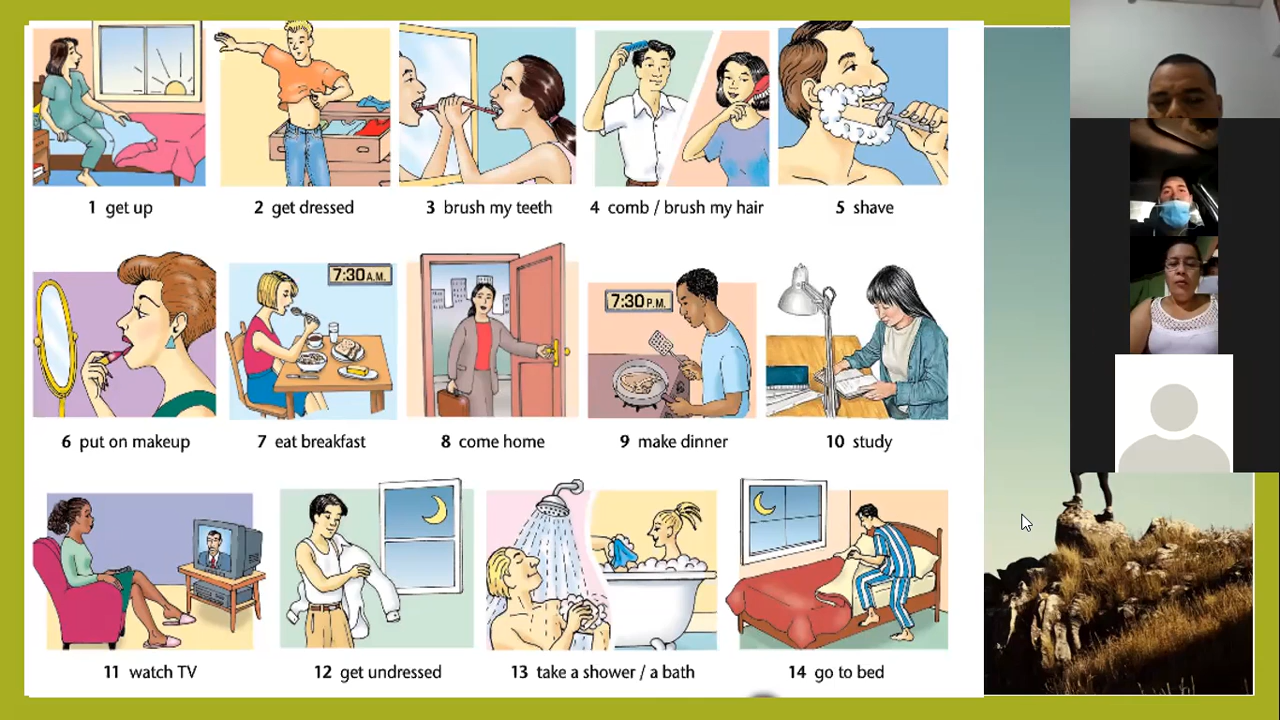 1 get up
2 get dressed
3 brush my teeth
4 comb / brush my hair
5 shave
7:30 A.M.
7:30 P.M.
6 put on makeup
7 eat breakfast
8 come home
9 make dinner
10 study
11 watch TV
12 get undressed
13 take a shower / a bath
14 go to bed